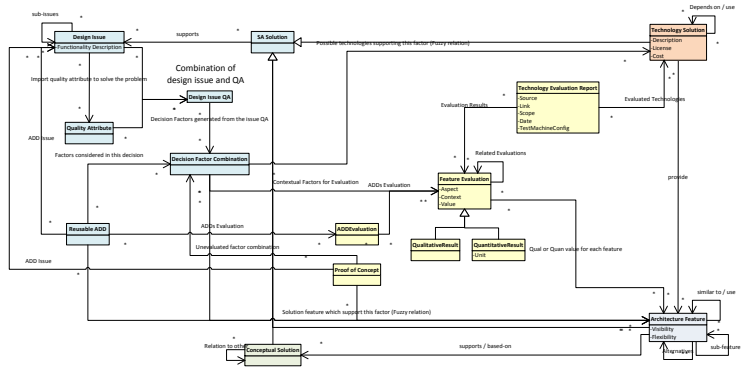 sub-issues
Depends on / use
Design Issue
-Functionality Description
supports
SA Solution
Technology Solution
-Description
-License
-Cost
Possible technologies supporting this factor (Fuzzy relation)
Combination of
design issue and QA
Import quality attribute to solve the problem
Design Issue QA
Technology Evaluation Report
-Source
-Link
-Scope
-Date
-TestMachineConfig
Evaluation Results
Evaluated Technologies
Decision Factors generated from the issue QA
Quality Attribute
ADD Issue
Factors considered in this decision
Decision Factor Combination
Related Evaluations
Contextual Factors for Evaluation
ADDs Evaluation
Feature Evaluation
-Aspect
-Context
-Value
provide
Reusable ADD
ADDs Evaluation
ADDEvaluation
QualitativeResult
QuantitativeResult
-Unit
Qual or Quan value for each feature
Unevaluated factor combination
ADD Issue
Proof of Concept
similar to / use
Solution feature which support this factor (Fuzzy relation)
Architecture Feature
-Visibility
-Flexibility
Relation to other
Conceptual Solution
supports / based-on
Alternatives
sub-feature